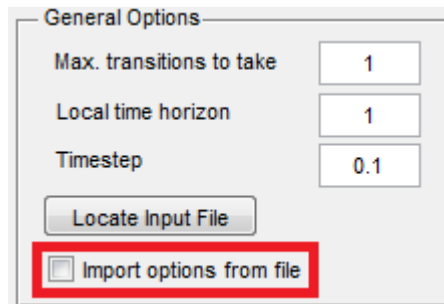 General Options
Max. transitions to take 1
Local time horizon 1
Timestep 0.1
Locate Input File
Import options from file